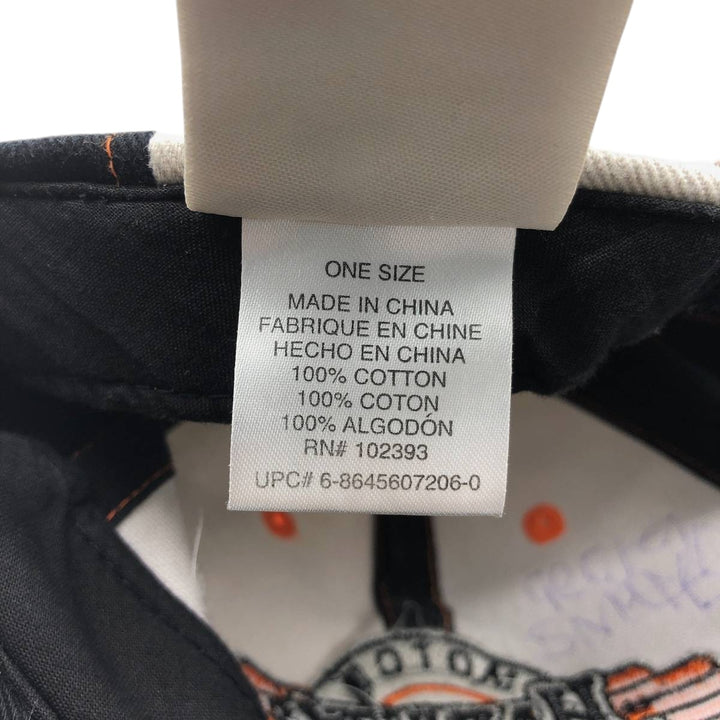 ONE SIZE
MADE IN CHINA
FABRIQUE EN CHINE
HECHO EN CHINA
100% COTTON
100% COTON
100% ALGODÓN
RN# 102393
UPC# 6-8645607206-0
MOTOR